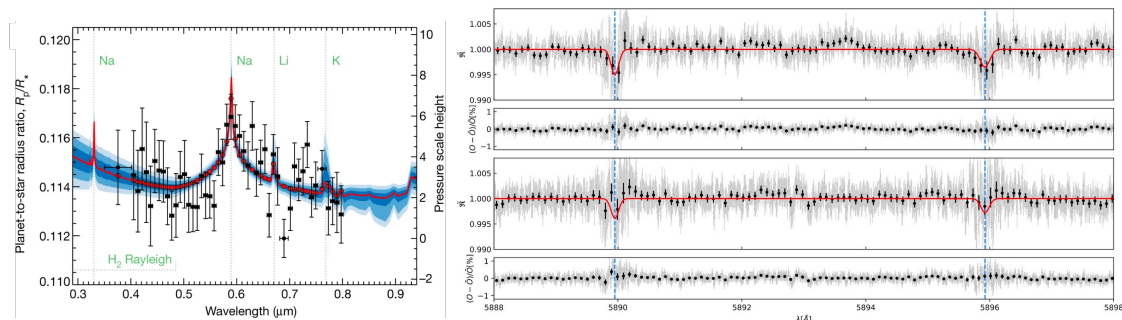 0.120
0.118
0.116
0.114
0.112
0.110
Planet-to-star radius ratio, Rp/R*
Na
Na
Li
K
H2 Rayleigh
10
8
6
4
2
0
−2
Pressure scale height
0.3 0.4 0.5 0.6 0.7 0.8 0.9
Wavelength (μm)
1.005
1.000
0.995
0.990
(O − Õ)/Õ[%]
1
0
−1
1.005
1.000
0.995
0.990
(O − Õ)/Õ[%]
1
0
−1
5888 5890 5892 5894 5896 5898